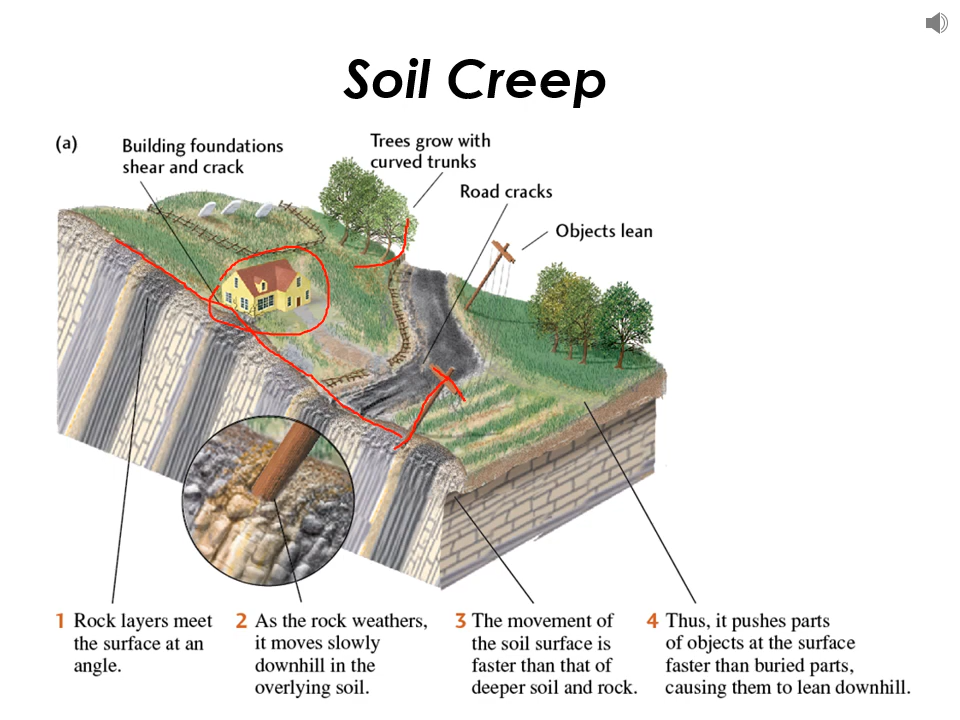 Soil Creep
(a)
Building foundations
shear and crack
Trees grow with
curved trunks
Road cracks
Objects lean
1 Rock layers meet
the surface at an
angle.
2 As the rock weathers,
it moves slowly
downhill in the
overlying soil.
3 The movement of
the soil surface is
faster than that of
deeper soil and rock.
4 Thus, it pushes parts
of objects at the surface
faster than buried parts,
causing them to lean downhill.